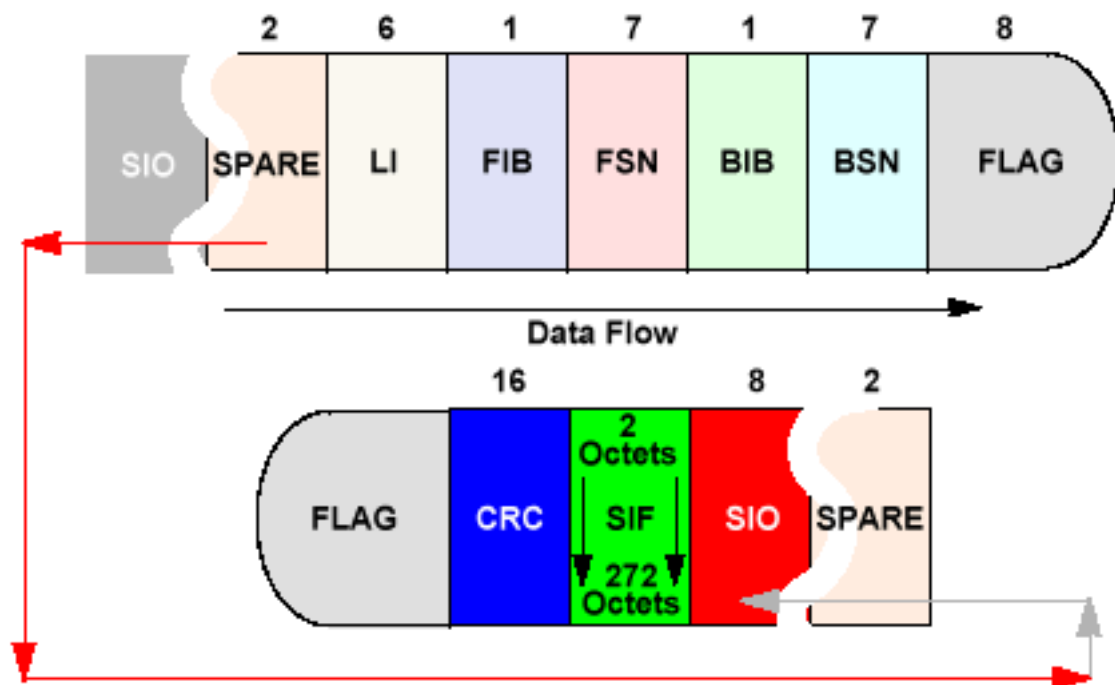 2 6 1 7 1 7 8
SIO SPARE LI FIB FSN BIB BSN FLAG
Data Flow
16 8 2
2
Octets
FLAG CRC SIF SIO SPARE
272
Octets